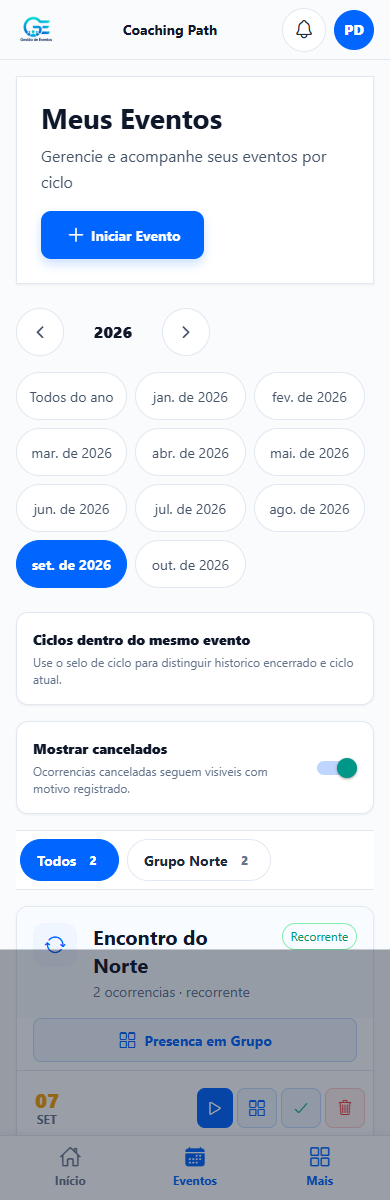 GE
Gestão de Eventos
Coaching Path
PD
Meus Eventos
Gerencie e acompanhe seus eventos por
ciclo
Iniciar Evento
2026
Todos do ano
jan. de 2026
fev. de 2026
mar. de 2026
abr. de 2026
mai. de 2026
jun. de 2026
jul. de 2026
ago. de 2026
set. de 2026
out. de 2026
Ciclos dentro do mesmo evento
Use o selo de ciclo para distinguir historico encerrado e ciclo
atual.
Mostrar cancelados
Ocorrencias canceladas seguem visiveis com
motivo registrado.
Todos 2
Grupo Norte 2
Encontro do
Norte
Recorrente
2 ocorrencias · recorrente
Presenca em Grupo
07
SET
Início
Eventos
Mais